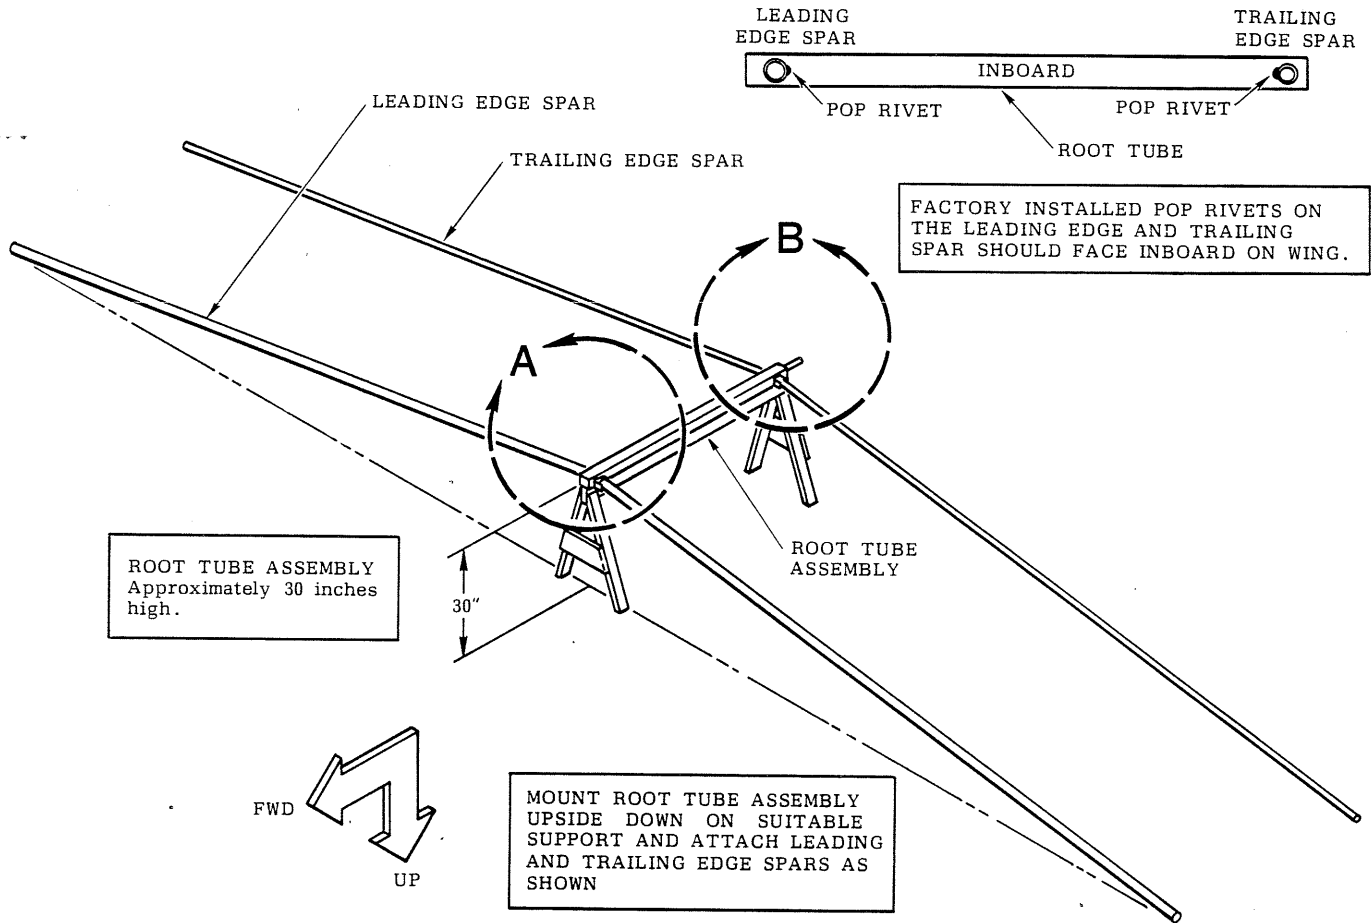 LEADING
EDGE SPAR
TRAILING
EDGE SPAR
INBOARD
POP RIVET
POP RIVET
ROOT TUBE
LEADING EDGE SPAR
TRAILING EDGE SPAR
FACTORY INSTALLED POP RIVETS ON
THE LEADING EDGE AND TRAILING
SPAR SHOULD FACE INBOARD ON WING.
B
A
ROOT TUBE
ASSEMBLY
ROOT TUBE ASSEMBLY
Approximately 30 inches
high.
30"
FWD
UP
MOUNT ROOT TUBE ASSEMBLY
UPSIDE DOWN ON SUITABLE
SUPPORT AND ATTACH LEADING
AND TRAILING EDGE SPARS AS
SHOWN